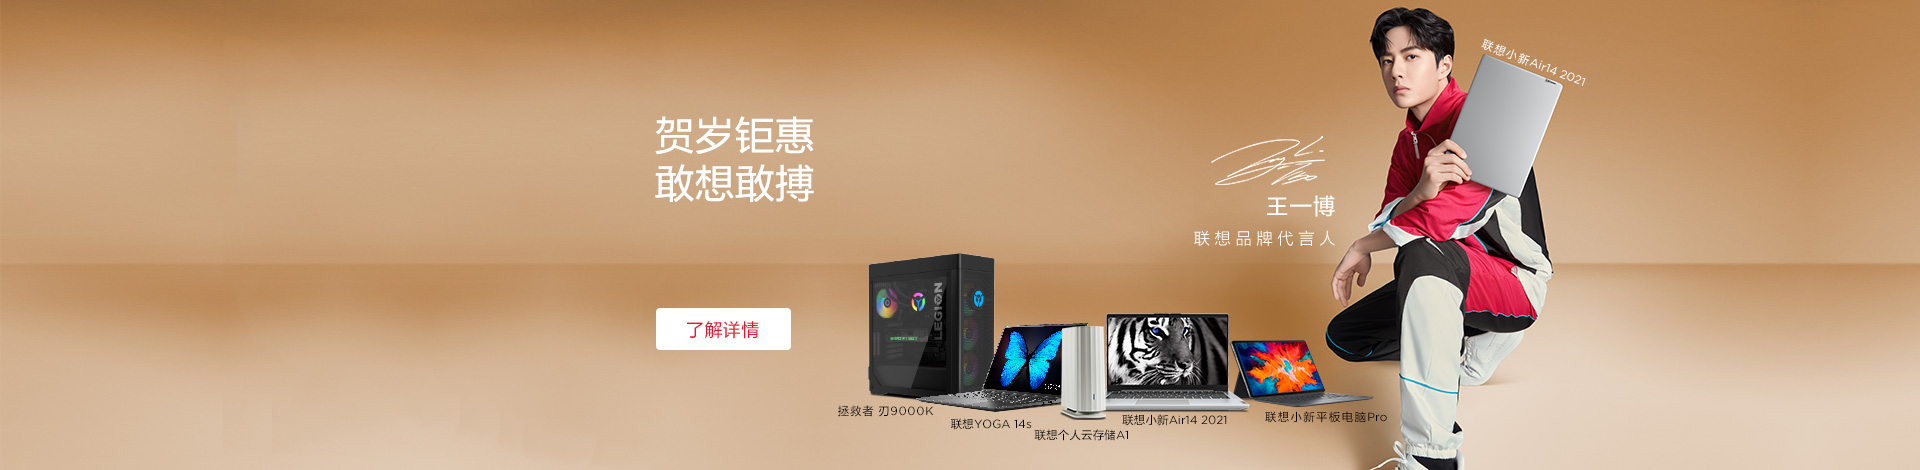 贺岁钜惠
敢想敢搏
了解详情
联想小新Air14 2021
王一博
联想品牌代言人
LEGION
拯救者 刃9000K
联想YOGA 14s
联想个人云存储A1
联想小新Air14 2021
联想小新平板电脑Pro